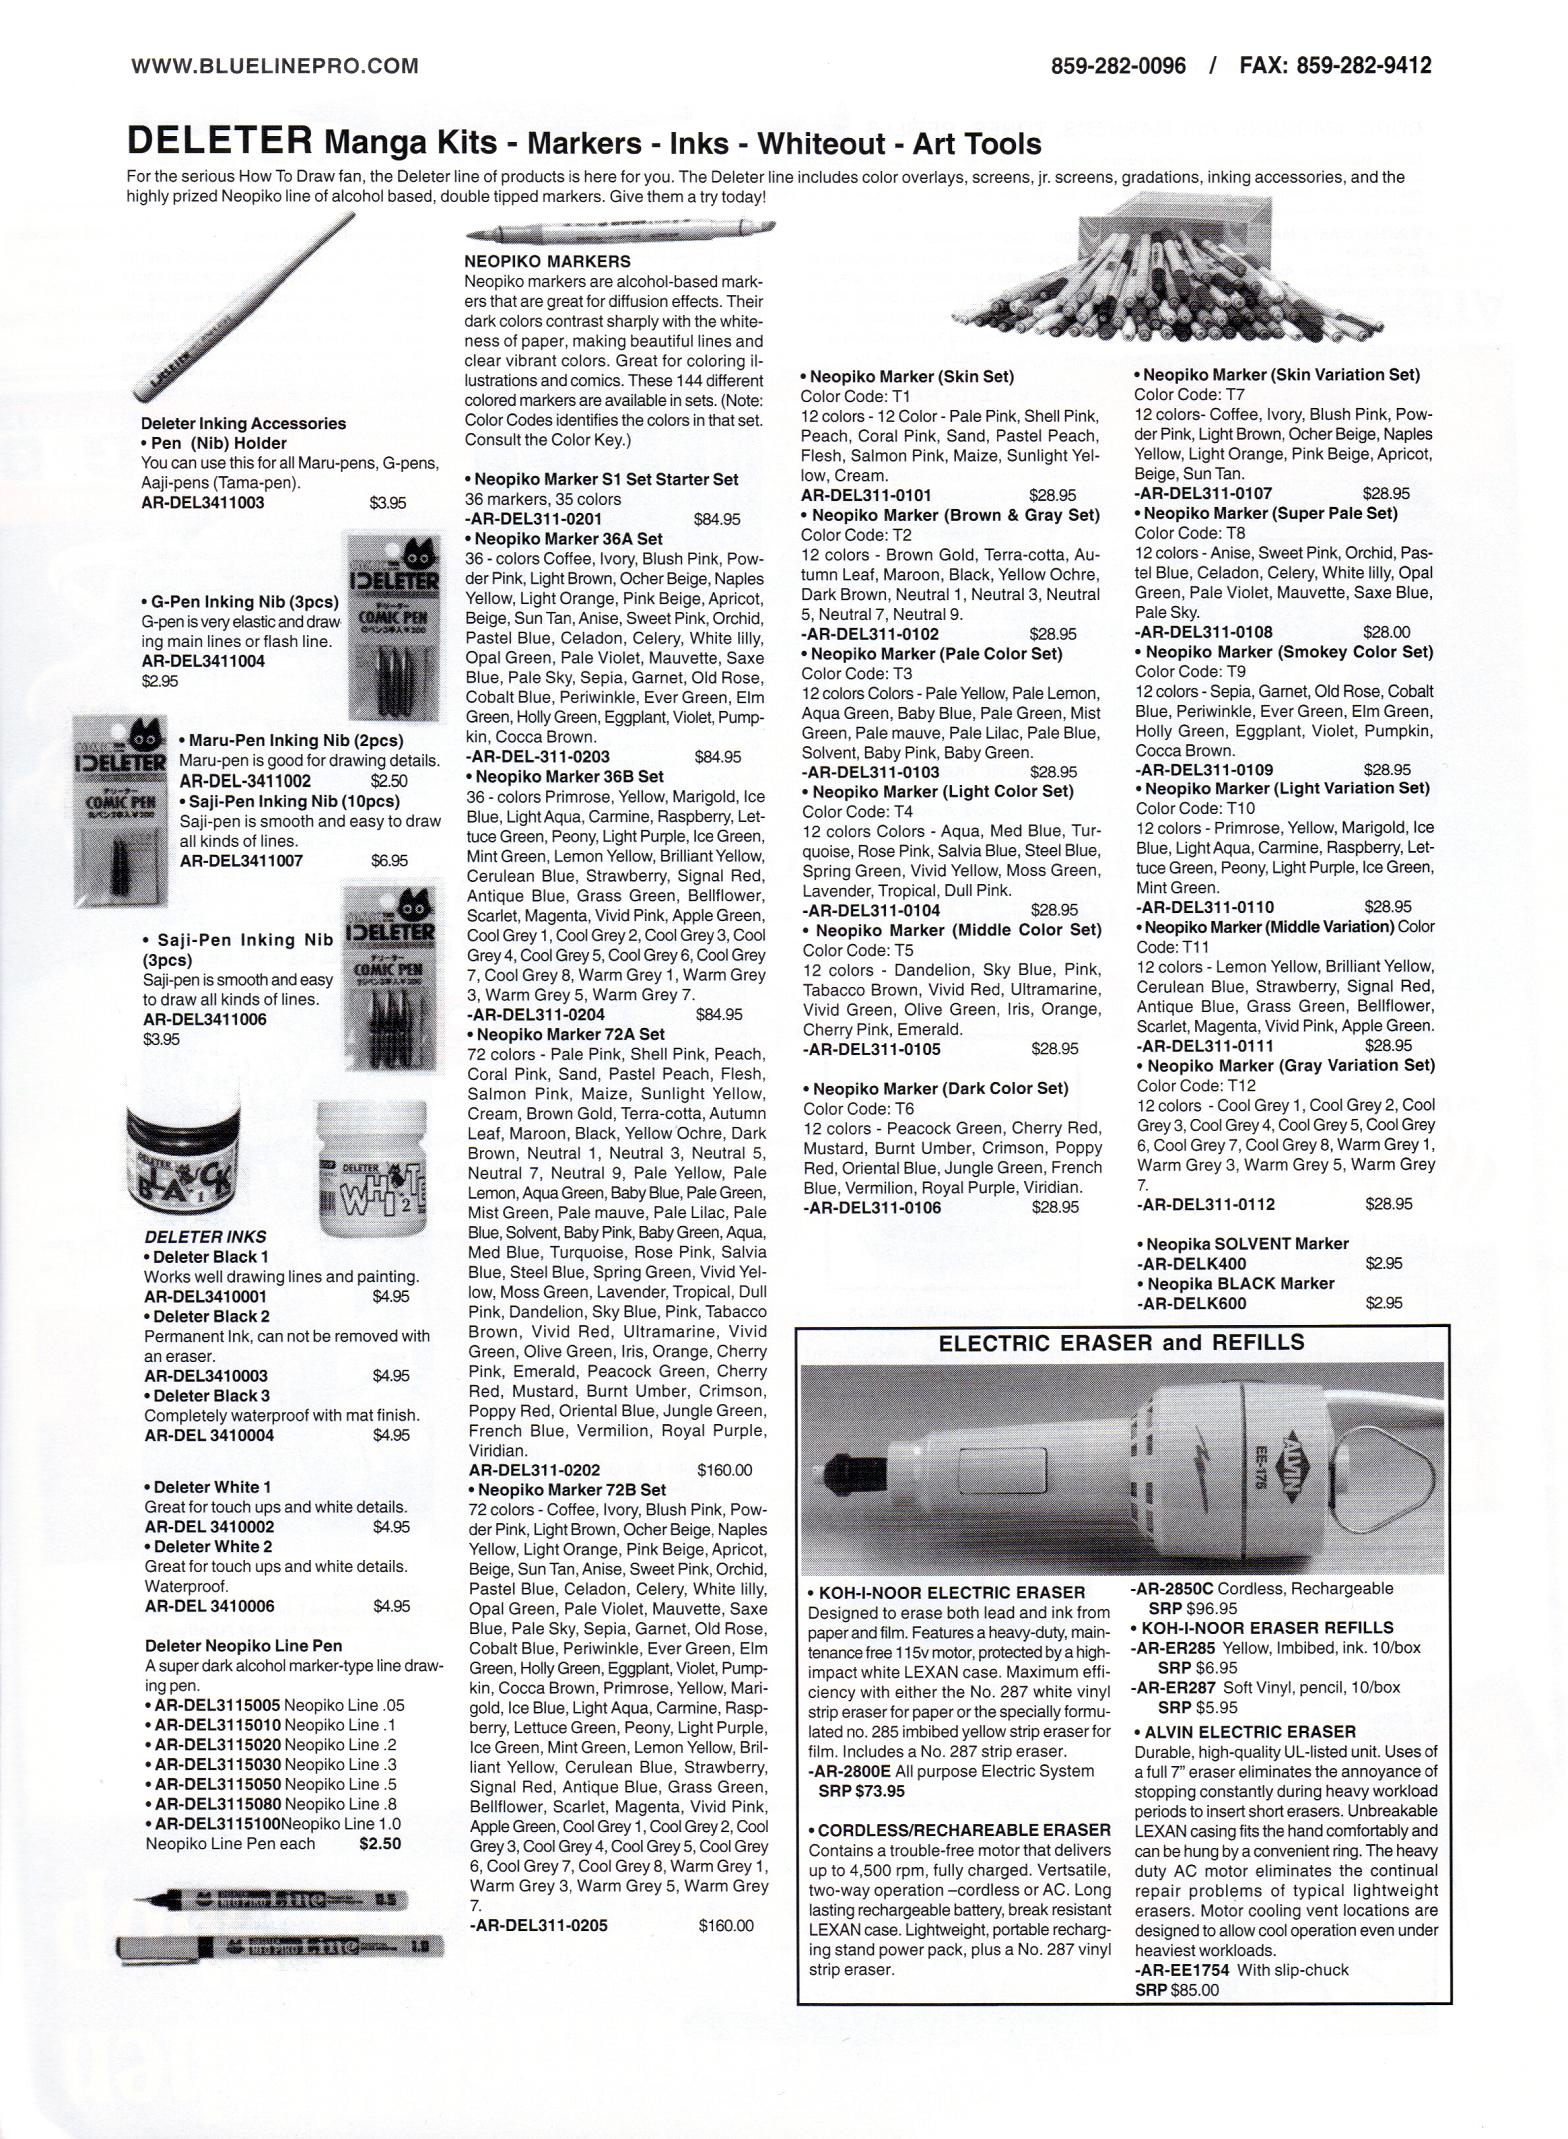 WWW.BLUELINEPRO.COM
859-282-0096 / FAX: 859-282-9412
DELETER Manga Kits - Markers - Inks - Whiteout - Art Tools
For the serious How To Draw fan, the Deleter line of products is here for you. The Deleter line includes color overlays, screens, jr. screens, gradations, inking accessories, and the
highly prized Neopiko line of alcohol based, double tipped markers. Give them a try today!
Deleter Inking Accessories
• Pen (Nib) Holder
You can use this for all Maru-pens, G-pens,
Aaji-pens (Tama-pen).
AR-DEL3411003 $3.95
• G-Pen Inking Nib (3pcs)
G-pen is very elastic and draw-
ing main lines or flash line.
AR-DEL3411004
$2.95
DELETER
COMIC PEN
• Maru-Pen Inking Nib (2pcs)
Maru-pen is good for drawing details.
AR-DEL-3411002 $2.50
• Saji-Pen Inking Nib (10pcs)
Saji-pen is smooth and easy to draw
all kinds of lines.
AR-DEL3411007 $6.95
DELETER
COMIC PEN
• Saji-Pen Inking Nib
(3pcs)
Saji-pen is smooth and easy
to draw all kinds of lines.
AR-DEL3411006
$3.95
DELETER
COMIC PEN
DELETER
BLACK
1
DELETER
WHITE
2
DELETER INKS
• Deleter Black 1
Works well drawing lines and painting.
AR-DEL3410001 $4.95
• Deleter Black 2
Permanent Ink, can not be removed with
an eraser.
AR-DEL3410003 $4.95
• Deleter Black 3
Completely waterproof with mat finish.
AR-DEL 3410004 $4.95
• Deleter White 1
Great for touch ups and white details.
AR-DEL 3410002 $4.95
• Deleter White 2
Great for touch ups and white details.
Waterproof.
AR-DEL 3410006 $4.95
Deleter Neopiko Line Pen
A super dark alcohol marker-type line draw-
ing pen.
• AR-DEL3115005 Neopiko Line .05
• AR-DEL3115010 Neopiko Line .1
• AR-DEL3115020 Neopiko Line .2
• AR-DEL3115030 Neopiko Line .3
• AR-DEL3115050 Neopiko Line .5
• AR-DEL3115080 Neopiko Line .8
• AR-DEL3115100Neopiko Line 1.0
Neopiko Line Pen each $2.50
NEOPIKO Line 0.5
NEOPIKO Line 1.0
NEOPIKO MARKERS
Neopiko markers are alcohol-based mark-
ers that are great for diffusion effects. Their
dark colors contrast sharply with the white-
ness of paper, making beautiful lines and
clear vibrant colors. Great for coloring il-
lustrations and comics. These 144 different
colored markers are available in sets. (Note:
Color Codes identifies the colors in that set.
Consult the Color Key.)
• Neopiko Marker S1 Set Starter Set
36 markers, 35 colors
-AR-DEL311-0201 $84.95
• Neopiko Marker 36A Set
36 - colors Coffee, Ivory, Blush Pink, Pow-
der Pink, Light Brown, Ocher Beige, Naples
Yellow, Light Orange, Pink Beige, Apricot,
Beige, Sun Tan, Anise, Sweet Pink, Orchid,
Pastel Blue, Celadon, Celery, White lilly,
Opal Green, Pale Violet, Mauvette, Saxe
Blue, Pale Sky, Sepia, Garnet, Old Rose,
Cobalt Blue, Periwinkle, Ever Green, Elm
Green, Holly Green, Eggplant, Violet, Pump-
kin, Cocca Brown.
-AR-DEL-311-0203 $84.95
• Neopiko Marker 36B Set
36 - colors Primrose, Yellow, Marigold, Ice
Blue, Light Aqua, Carmine, Raspberry, Let-
tuce Green, Peony, Light Purple, Ice Green,
Mint Green, Lemon Yellow, Brilliant Yellow,
Cerulean Blue, Strawberry, Signal Red,
Antique Blue, Grass Green, Bellflower,
Scarlet, Magenta, Vivid Pink, Apple Green,
Cool Grey 1, Cool Grey 2, Cool Grey 3, Cool
Grey 4, Cool Grey 5, Cool Grey 6, Cool Grey
7, Cool Grey 8, Warm Grey 1, Warm Grey
3, Warm Grey 5, Warm Grey 7.
-AR-DEL311-0204 $84.95
• Neopiko Marker 72A Set
72 colors - Pale Pink, Shell Pink, Peach,
Coral Pink, Sand, Pastel Peach, Flesh,
Salmon Pink, Maize, Sunlight Yellow,
Cream, Brown Gold, Terra-cotta, Autumn
Leaf, Maroon, Black, Yellow Ochre, Dark
Brown, Neutral 1, Neutral 3, Neutral 5,
Neutral 7, Neutral 9, Pale Yellow, Pale
Lemon, Aqua Green, Baby Blue, Pale Green,
Mist Green, Pale mauve, Pale Lilac, Pale
Blue, Solvent, Baby Pink, Baby Green, Aqua,
Med Blue, Turquoise, Rose Pink, Salvia
Blue, Steel Blue, Spring Green, Vivid Yel-
low, Moss Green, Lavender, Tropical, Dull
Pink, Dandelion, Sky Blue, Pink, Tabacco
Brown, Vivid Red, Ultramarine, Vivid
Green, Olive Green, Iris, Orange, Cherry
Pink, Emerald, Peacock Green, Cherry
Red, Mustard, Burnt Umber, Crimson,
Poppy Red, Oriental Blue, Jungle Green,
French Blue, Vermilion, Royal Purple,
Viridian.
AR-DEL311-0202 $160.00
• Neopiko Marker 72B Set
72 colors - Coffee, Ivory, Blush Pink, Pow-
der Pink, Light Brown, Ocher Beige, Naples
Yellow, Light Orange, Pink Beige, Apricot,
Beige, Sun Tan, Anise, Sweet Pink, Orchid,
Pastel Blue, Celadon, Celery, White lilly,
Opal Green, Pale Violet, Mauvette, Saxe
Blue, Pale Sky, Sepia, Garnet, Old Rose,
Cobalt Blue, Periwinkle, Ever Green, Elm
Green, Holly Green, Eggplant, Violet, Pump-
kin, Cocca Brown, Primrose, Yellow, Mari-
gold, Ice Blue, Light Aqua, Carmine, Rasp-
berry, Lettuce Green, Peony, Light Purple,
Ice Green, Mint Green, Lemon Yellow, Bril-
liant Yellow, Cerulean Blue, Strawberry,
Signal Red, Antique Blue, Grass Green,
Bellflower, Scarlet, Magenta, Vivid Pink,
Apple Green, Cool Grey 1, Cool Grey 2, Cool
Grey 3, Cool Grey 4, Cool Grey 5, Cool Grey
6, Cool Grey 7, Cool Grey 8, Warm Grey 1,
Warm Grey 3, Warm Grey 5, Warm Grey
7.
-AR-DEL311-0205 $160.00
• Neopiko Marker (Skin Set)
Color Code: T1
12 colors - 12 Color - Pale Pink, Shell Pink,
Peach, Coral Pink, Sand, Pastel Peach,
Flesh, Salmon Pink, Maize, Sunlight Yel-
low, Cream.
AR-DEL311-0101 $28.95
• Neopiko Marker (Brown & Gray Set)
Color Code: T2
12 colors - Brown Gold, Terra-cotta, Au-
tumn Leaf, Maroon, Black, Yellow Ochre,
Dark Brown, Neutral 1, Neutral 3, Neutral
5, Neutral 7, Neutral 9.
-AR-DEL311-0102 $28.95
• Neopiko Marker (Pale Color Set)
Color Code: T3
12 colors Colors - Pale Yellow, Pale Lemon,
Aqua Green, Baby Blue, Pale Green, Mist
Green, Pale mauve, Pale Lilac, Pale Blue,
Solvent, Baby Pink, Baby Green.
-AR-DEL311-0103 $28.95
• Neopiko Marker (Light Color Set)
Color Code: T4
12 colors Colors - Aqua, Med Blue, Tur-
quoise, Rose Pink, Salvia Blue, Steel Blue,
Spring Green, Vivid Yellow, Moss Green,
Lavender, Tropical, Dull Pink.
-AR-DEL311-0104 $28.95
• Neopiko Marker (Middle Color Set)
Color Code: T5
12 colors - Dandelion, Sky Blue, Pink,
Tabacco Brown, Vivid Red, Ultramarine,
Vivid Green, Olive Green, Iris, Orange,
Cherry Pink, Emerald.
-AR-DEL311-0105 $28.95
• Neopiko Marker (Dark Color Set)
Color Code: T6
12 colors - Peacock Green, Cherry Red,
Mustard, Burnt Umber, Crimson, Poppy
Red, Oriental Blue, Jungle Green, French
Blue, Vermilion, Royal Purple, Viridian.
-AR-DEL311-0106 $28.95
• Neopiko Marker (Skin Variation Set)
Color Code: T7
12 colors- Coffee, Ivory, Blush Pink, Pow-
der Pink, Light Brown, Ocher Beige, Naples
Yellow, Light Orange, Pink Beige, Apricot,
Beige, Sun Tan.
-AR-DEL311-0107 $28.95
• Neopiko Marker (Super Pale Set)
Color Code: T8
12 colors - Anise, Sweet Pink, Orchid, Pas-
tel Blue, Celadon, Celery, White lilly, Opal
Green, Pale Violet, Mauvette, Saxe Blue,
Pale Sky.
-AR-DEL311-0108 $28.00
• Neopiko Marker (Smokey Color Set)
Color Code: T9
12 colors - Sepia, Garnet, Old Rose, Cobalt
Blue, Periwinkle, Ever Green, Elm Green,
Holly Green, Eggplant, Violet, Pumpkin,
Cocca Brown.
-AR-DEL311-0109 $28.95
• Neopiko Marker (Light Variation Set)
Color Code: T10
12 colors - Primrose, Yellow, Marigold, Ice
Blue, Light Aqua, Carmine, Raspberry, Let-
tuce Green, Peony, Light Purple, Ice Green,
Mint Green.
-AR-DEL311-0110 $28.95
• Neopiko Marker (Middle Variation) Color
Code: T11
12 colors - Lemon Yellow, Brilliant Yellow,
Cerulean Blue, Strawberry, Signal Red,
Antique Blue, Grass Green, Bellflower,
Scarlet, Magenta, Vivid Pink, Apple Green.
-AR-DEL311-0111 $28.95
• Neopiko Marker (Gray Variation Set)
Color Code: T12
12 colors - Cool Grey 1, Cool Grey 2, Cool
Grey 3, Cool Grey 4, Cool Grey 5, Cool Grey
6, Cool Grey 7, Cool Grey 8, Warm Grey 1,
Warm Grey 3, Warm Grey 5, Warm Grey
7.
-AR-DEL311-0112 $28.95
• Neopika SOLVENT Marker
-AR-DELK400 $2.95
• Neopika BLACK Marker
-AR-DELK600 $2.95
ELECTRIC ERASER and REFILLS
ALVIN
EE-175
• KOH-I-NOOR ELECTRIC ERASER
Designed to erase both lead and ink from
paper and film. Features a heavy-duty, main-
tenance free 115v motor, protected by a high-
impact white LEXAN case. Maximum effi-
ciency with either the No. 287 white vinyl
strip eraser for paper or the specially formu-
lated no. 285 imbibed yellow strip eraser for
film. Includes a No. 287 strip eraser.
-AR-2800E All purpose Electric System
SRP $73.95
• CORDLESS/RECHAREABLE ERASER
Contains a trouble-free motor that delivers
up to 4,500 rpm, fully charged. Vertsatile,
two-way operation –cordless or AC. Long
lasting rechargeable battery, break resistant
LEXAN case. Lightweight, portable recharg-
ing stand power pack, plus a No. 287 vinyl
strip eraser.
-AR-2850C Cordless, Rechargeable
SRP $96.95
• KOH-I-NOOR ERASER REFILLS
-AR-ER285 Yellow, Imbibed, ink. 10/box
SRP $6.95
-AR-ER287 Soft Vinyl, pencil, 10/box
SRP $5.95
• ALVIN ELECTRIC ERASER
Durable, high-quality UL-listed unit. Uses of
a full 7” eraser eliminates the annoyance of
stopping constantly during heavy workload
periods to insert short erasers. Unbreakable
LEXAN casing fits the hand comfortably and
can be hung by a convenient ring. The heavy
duty AC motor eliminates the continual
repair problems of typical lightweight
erasers. Motor cooling vent locations are
designed to allow cool operation even under
heaviest workloads.
-AR-EE1754 With slip-chuck
SRP $85.00